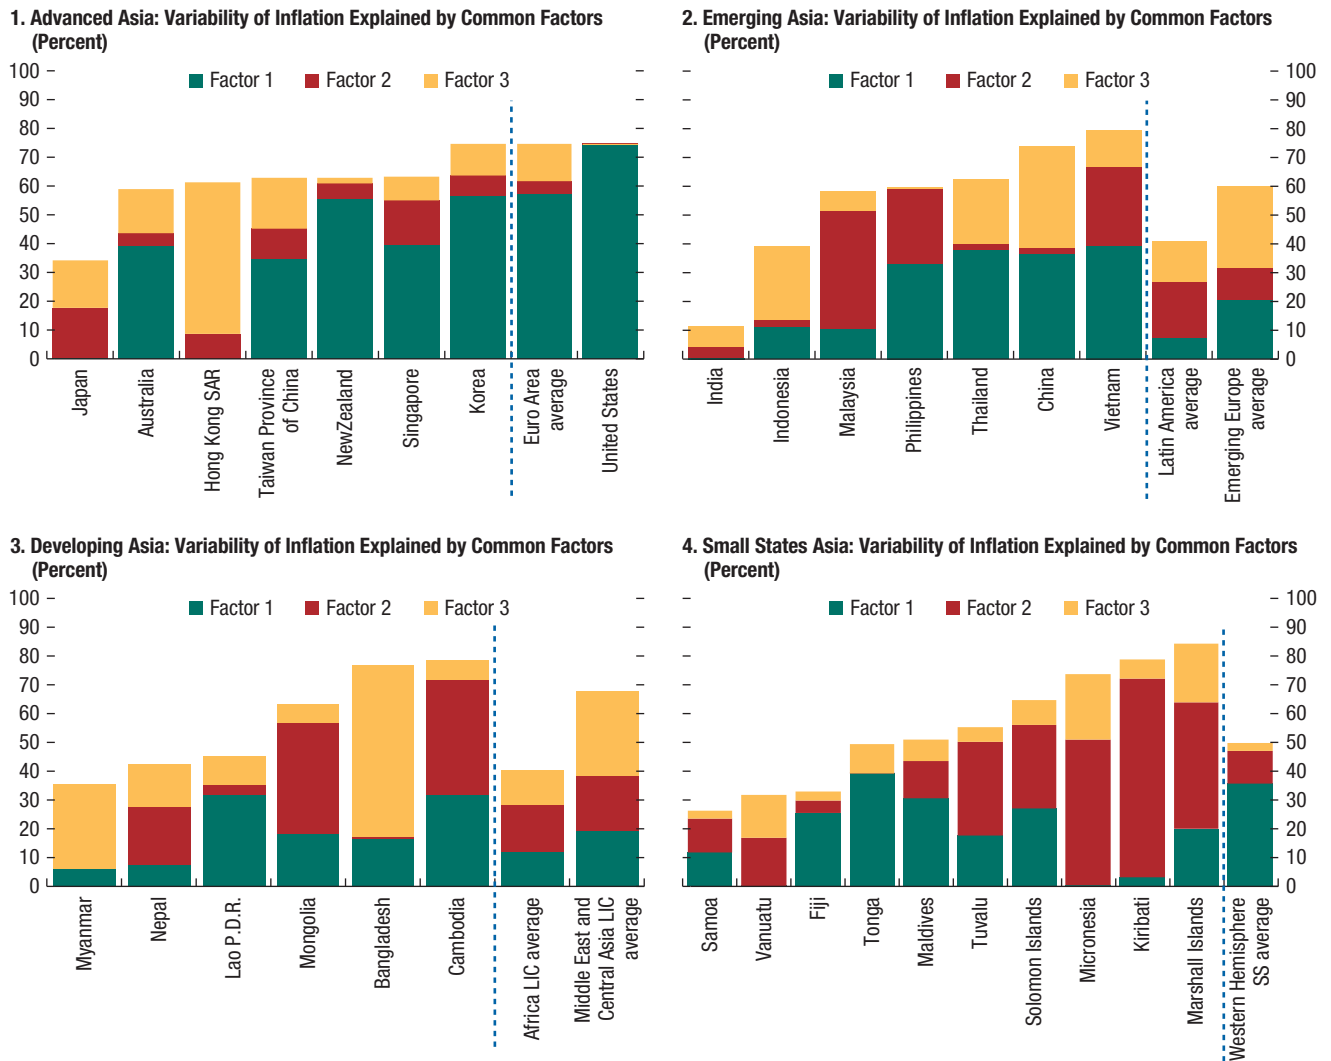 1. Advanced Asia: Variability of Inflation Explained by Common Factors
(Percent)
Factor 1 Factor 2 Factor 3
100
90
80
70
60
50
40
30
20
10
0
Japan
Australia
Hong Kong SAR
Taiwan Province
of China
NewZealand
Singapore
Korea
Euro Area
average
United States
2. Emerging Asia: Variability of Inflation Explained by Common Factors
(Percent)
Factor 1 Factor 2 Factor 3
100
90
80
70
60
50
40
30
20
10
0
India
Indonesia
Malaysia
Philippines
Thailand
China
Vietnam
Latin America
average
Emerging Europe
average
3. Developing Asia: Variability of Inflation Explained by Common Factors
(Percent)
Factor 1 Factor 2 Factor 3
100
90
80
70
60
50
40
30
20
10
0
Myanmar
Nepal
Lao P.D.R.
Mongolia
Bangladesh
Cambodia
Africa LIC average
Middle East and
Central Asia LIC
average
4. Small States Asia: Variability of Inflation Explained by Common Factors
(Percent)
Factor 1 Factor 2 Factor 3
100
90
80
70
60
50
40
30
20
10
0
Samoa
Vanuatu
Fiji
Tonga
Maldives
Tuvalu
Solomon Islands
Micronesia
Kiribati
Marshall Islands
Western Hemisphere
SS average